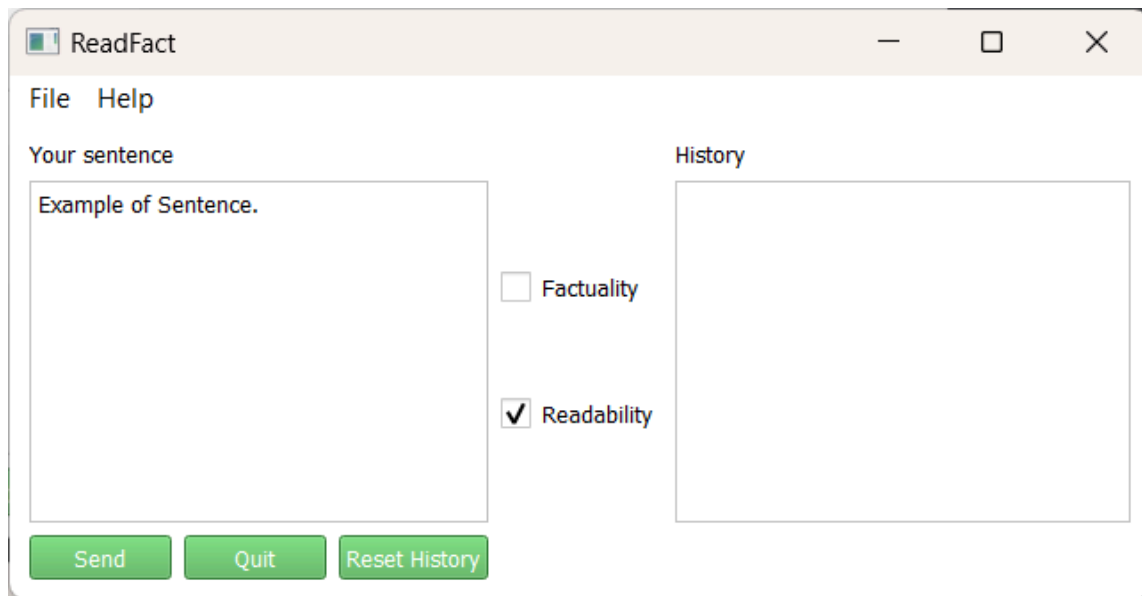 ReadFact
File Help
Your sentence
History
Example of Sentence.
Factuality
Readability
Send Quit Reset History